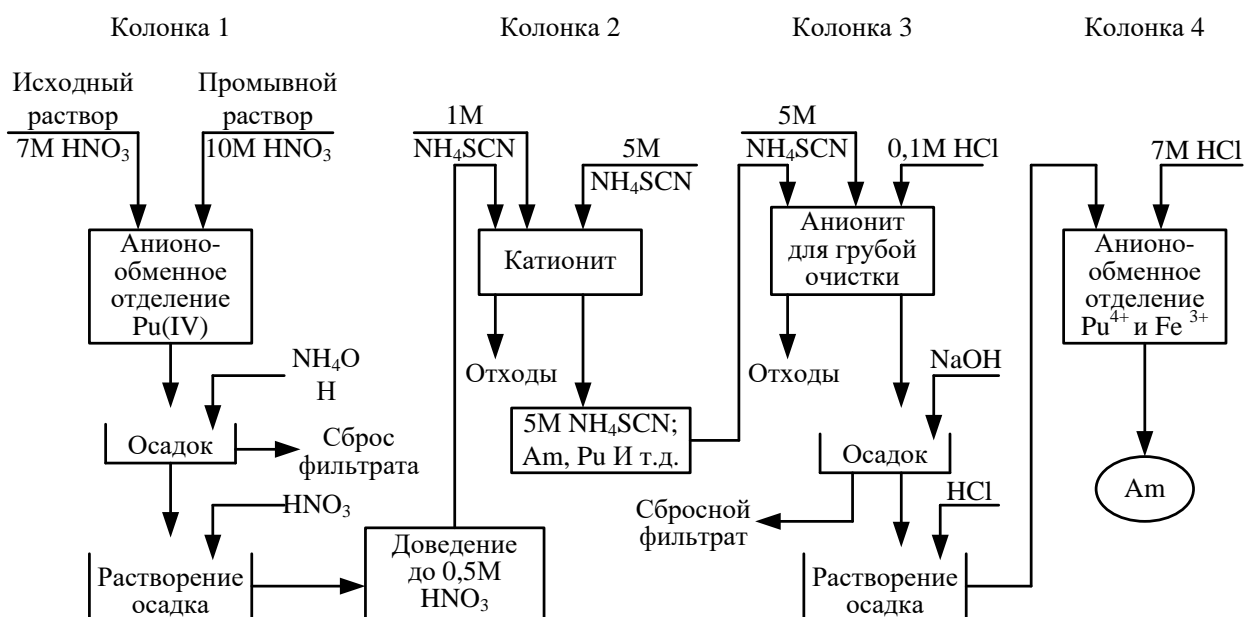 Колонка 1
Исходный
раствор
7М HNO₃
Промывной
раствор
10М HNO₃
Анионо-
обменное
отделение
Pu(IV)
NH₄O
H
Осадок
Сброс
фильтрата
HNO₃
Растворение
осадка
Доведение
до 0,5М
HNO₃
Колонка 2
1М
NH₄SCN
5М
NH₄SCN
Катионит
Отходы
5М NH₄SCN;
Am, Pu И т.д.
Колонка 3
5М
NH₄SCN
0,1М HCl
Анионит
для грубой
очистки
Отходы
NaOH
Осадок
Сбросной
фильтрат
HCl
Растворение
осадка
Колонка 4
7М HCl
Анионо-
обменное
отделение
Pu⁴⁺ и Fe ³⁺
Am